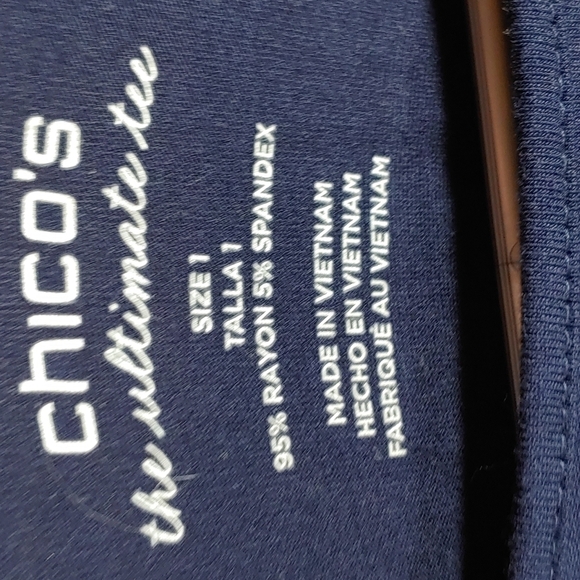 chico's
the ultimate tee
SIZE 1
TALLA 1
95% RAYON 5% SPANDEX
MADE IN VIETNAM
HECHO EN VIETNAM
FABRIQUÉ AU VIETNAM